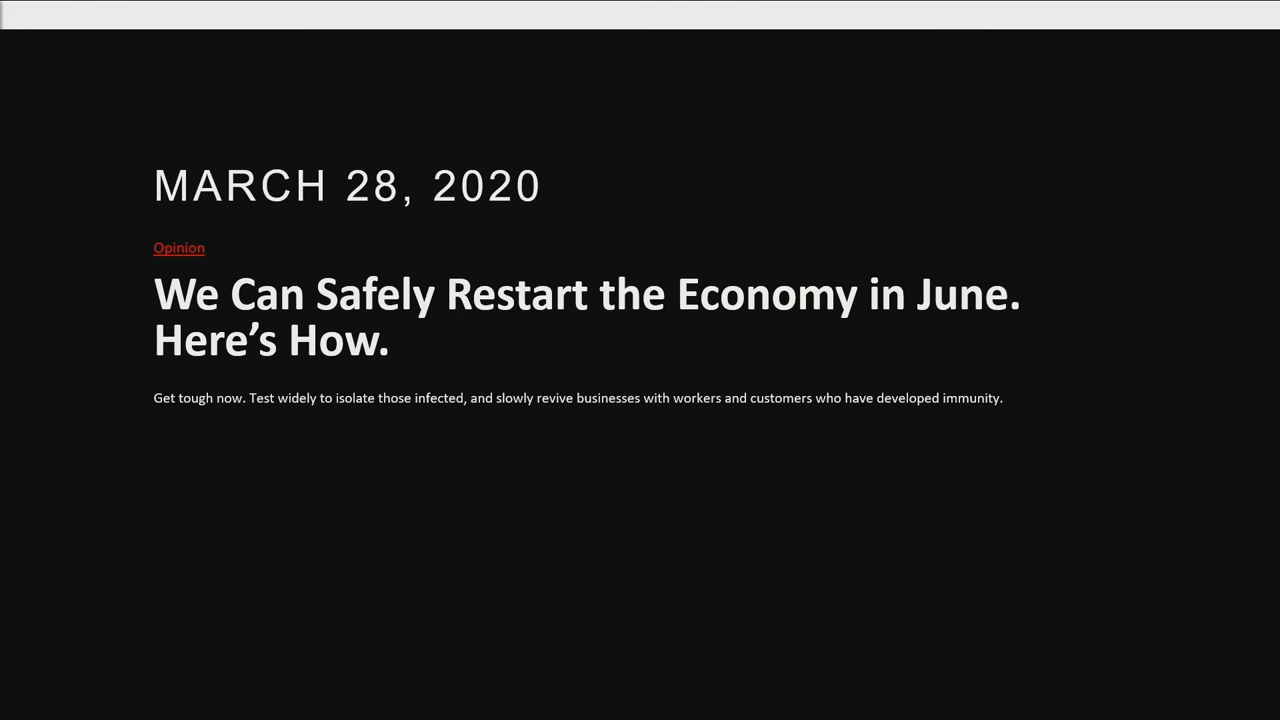 MARCH 28, 2020
Opinion
We Can Safely Restart the Economy in June.
Here’s How.
Get tough now. Test widely to isolate those infected, and slowly revive businesses with workers and customers who have developed immunity.